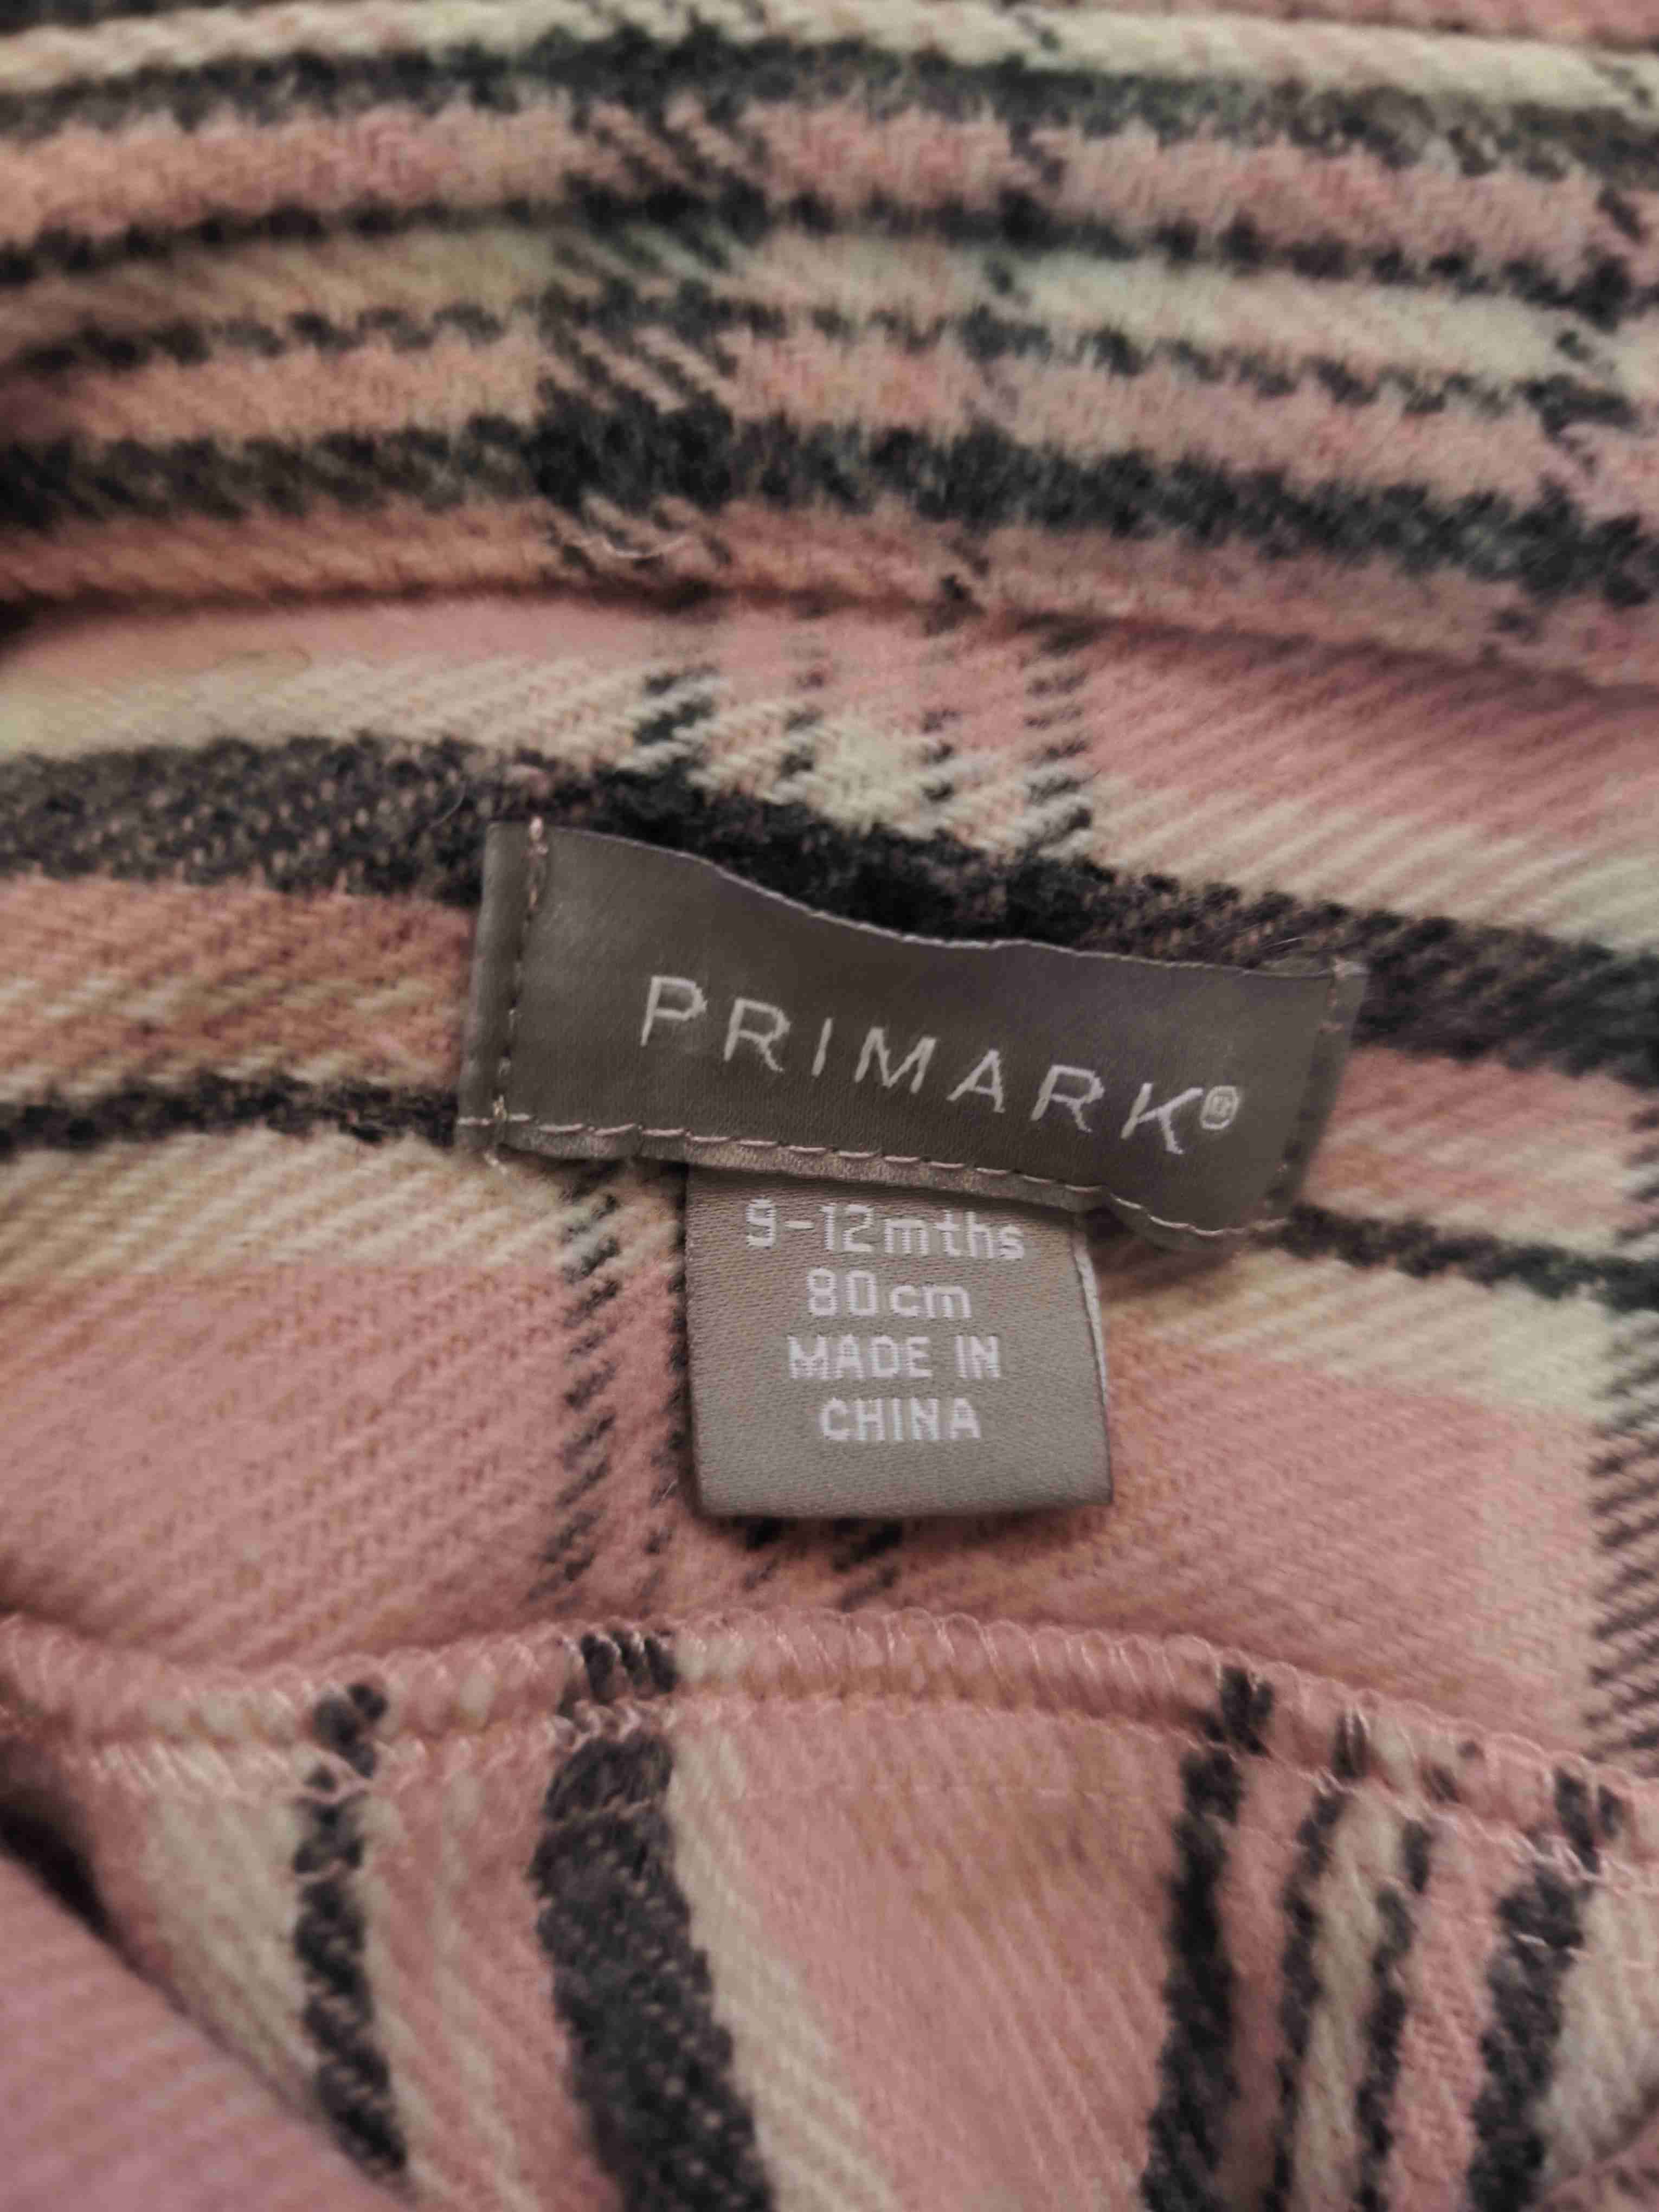 PRIMARK®
9-12mths
80cm
MADE IN
CHINA